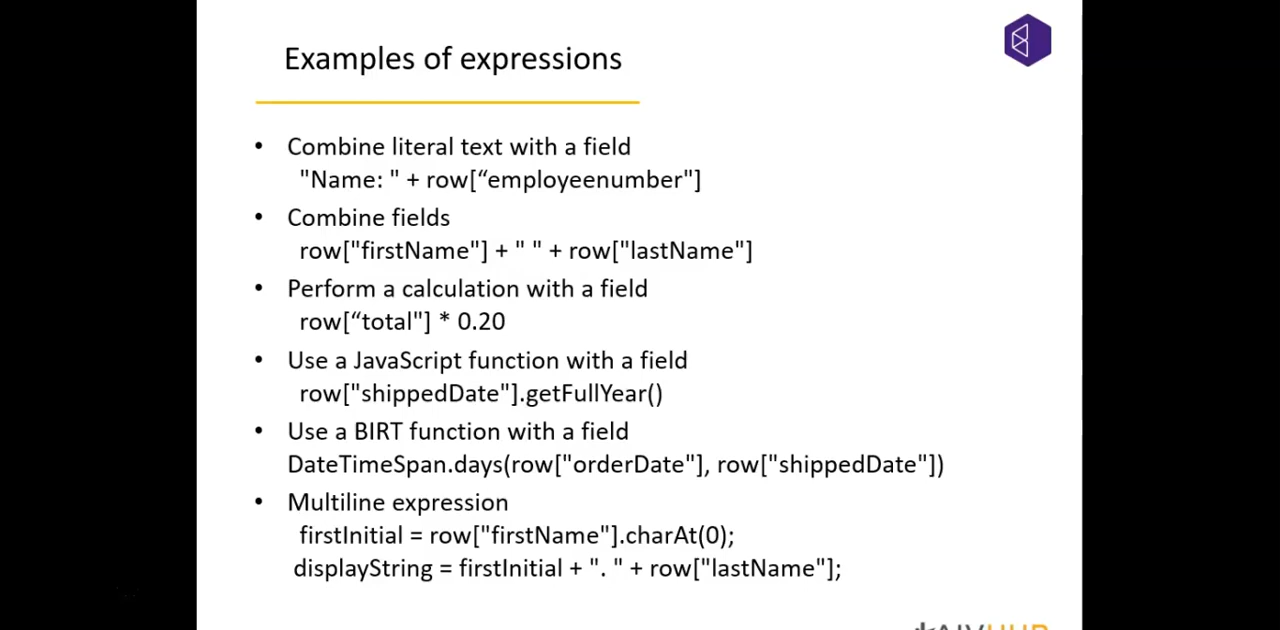 Examples of expressions
• Combine literal text with a field
"Name: " + row[“employeenumber"]
• Combine fields
row["firstName"] + " " + row["lastName"]
• Perform a calculation with a field
row[“total"] * 0.20
• Use a JavaScript function with a field
row["shippedDate"].getFullYear()
• Use a BIRT function with a field
DateTimeSpan.days(row["orderDate"], row["shippedDate"])
• Multiline expression
firstInitial = row["firstName"].charAt(0);
displayString = firstInitial + ". " + row["lastName"];